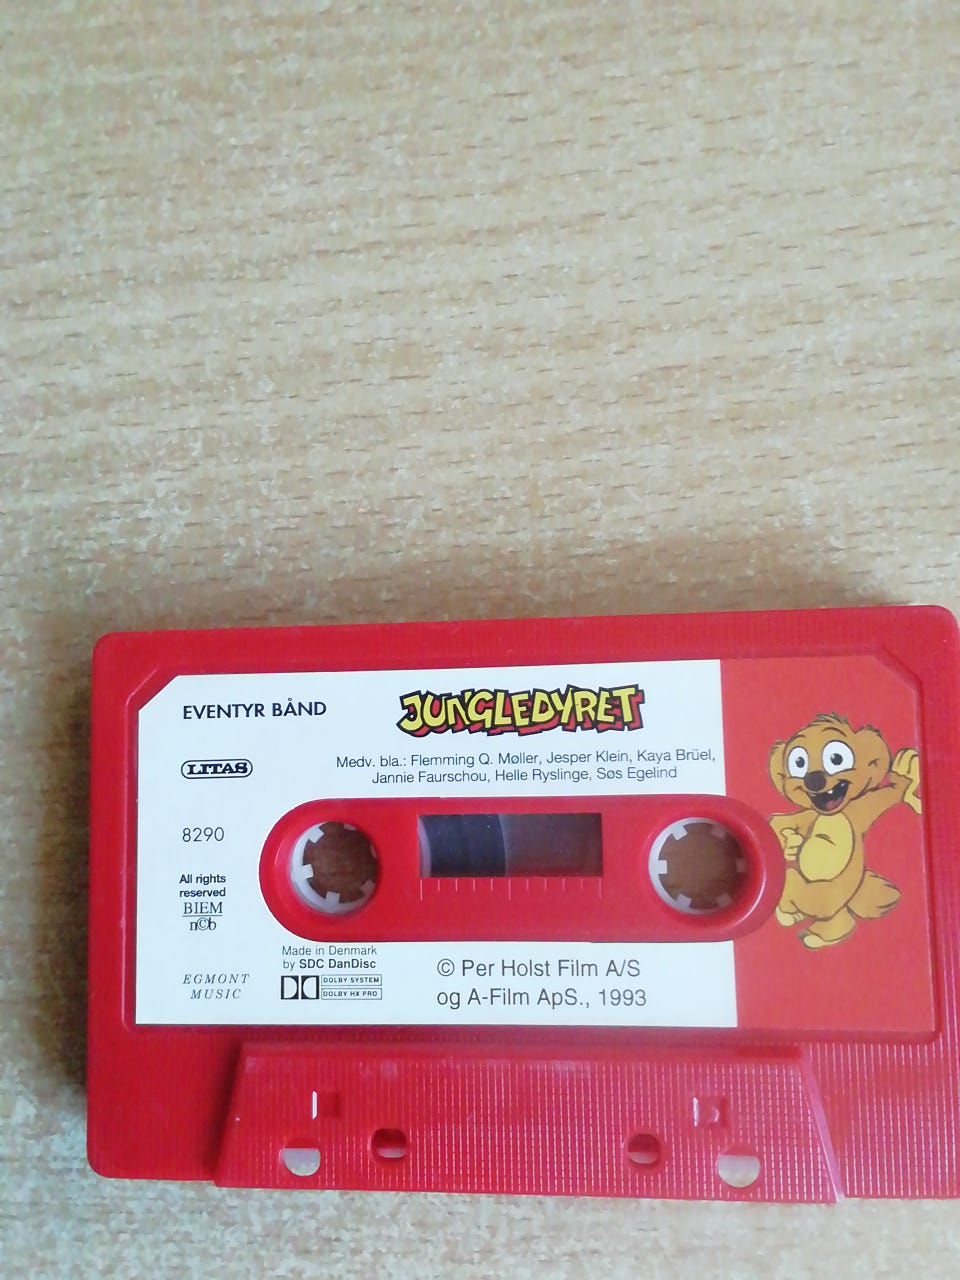 EVENTYR BÅND
JUNGLEDYRET
Medv. bla.: Flemming Q. Møller, Jesper Klein, Kaya Brüel,
Jannie Faurschou, Helle Ryslinge, Søs Egelind
LITAS
8290
All rights
reserved
BIEM
n©b
EGMONT
MUSIC
Made in Denmark
by SDC DanDisc
DOLBY SYSTEM
DOLBY HX PRO
© Per Holst Film A/S
og A-Film ApS., 1993